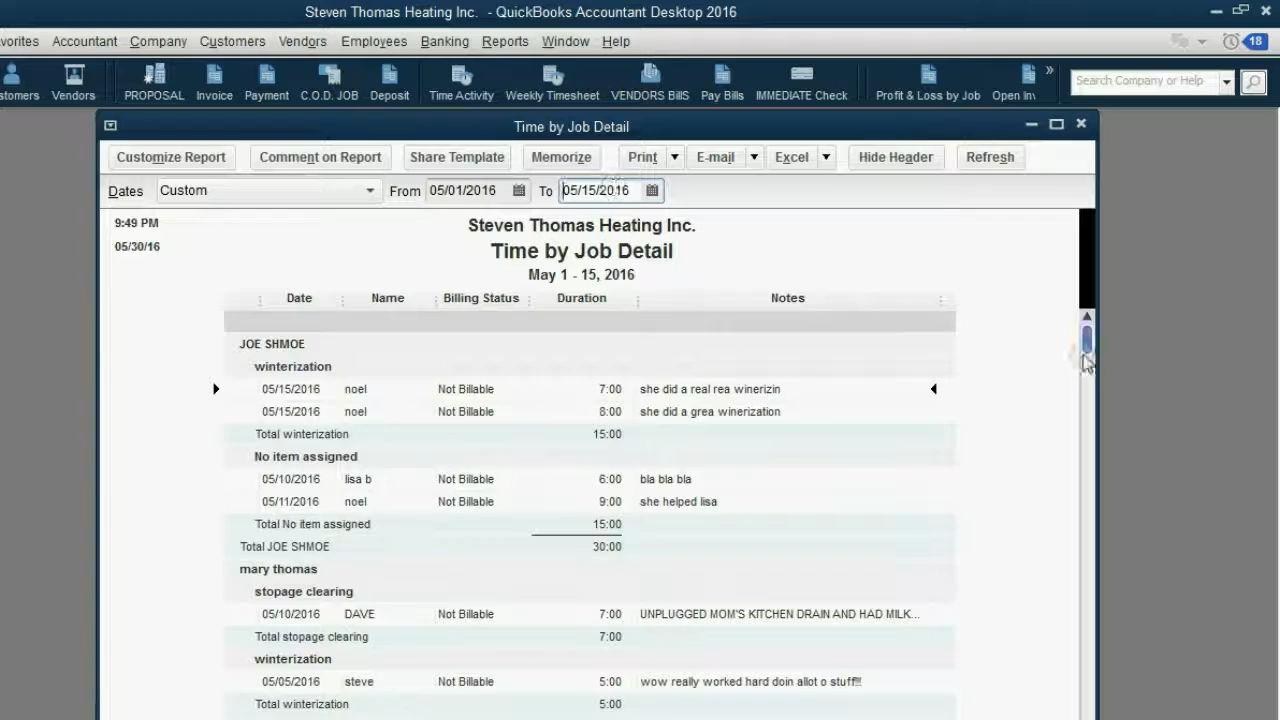 Steven Thomas Heating Inc. - QuickBooks Accountant Desktop 2016
vorites Accountant Company Customers Vendors Employees Banking Reports Window Help 18
stomers Vendors PROPOSAL Invoice Payment C.O.D. JOB Deposit Time Activity Weekly Timesheet VENDORS Bills Pay Bills IMMEDIATE Check Profit & Loss by Job Open Inv Search Company or Help
Time by Job Detail
Customize Report Comment on Report Share Template Memorize Print E-mail Excel Hide Header Refresh
Dates Custom From 05/01/2016 To 05/15/2016
9:49 PM Steven Thomas Heating Inc.
05/30/16 Time by Job Detail
May 1 - 15, 2016
Date Name Billing Status Duration Notes
JOE SHMOE
winterization
05/15/2016 noel Not Billable 7:00 she did a real rea winerizin
05/15/2016 noel Not Billable 8:00 she did a grea winerization
Total winterization 15:00
No item assigned
05/10/2016 lisa b Not Billable 6:00 bla bla bla
05/11/2016 noel Not Billable 9:00 she helped lisa
Total No item assigned 15:00
Total JOE SHMOE 30:00
mary thomas
stopage clearing
05/10/2016 DAVE Not Billable 7:00 UNPLUGGED MOM'S KITCHEN DRAIN AND HAD MILK...
Total stopage clearing 7:00
winterization
05/05/2016 steve Not Billable 5:00 wow really worked hard doin allot o stuff!!!
Total winterization 5:00